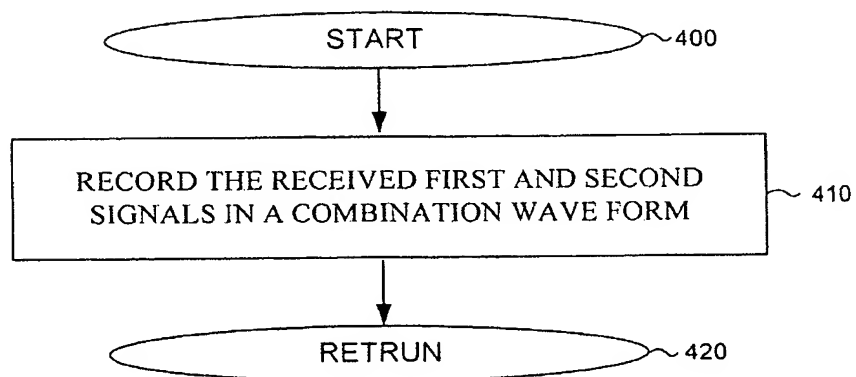 START
400
RECORD THE RECEIVED FIRST AND SECOND
SIGNALS IN A COMBINATION WAVE FORM
410
RETRUN
420